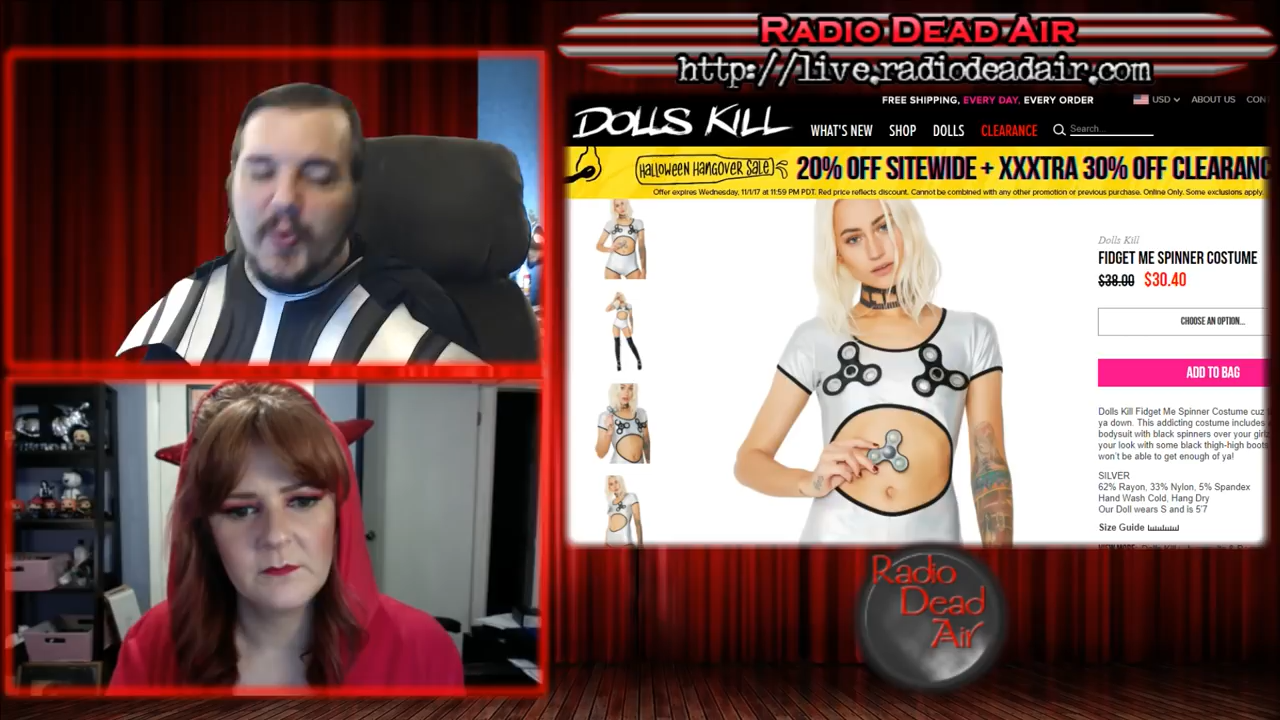 RADIO DEAD AIR
http://live.radiodeadair.com
FREE SHIPPING, EVERY DAY, EVERY ORDER
USD
ABOUT US
CON
DOLLS KILL
WHAT'S NEW
SHOP
DOLLS
CLEARANCE
Search...
HALLOWEEN HANGOVER SALE
20% OFF SITEWIDE + XXXTRA 30% OFF CLEARANC
Offer expires Wednesday, 11/1/17 at 11:59 PM PDT. Red price reflects discount. Cannot be combined with any other promotion or previous purchase. Online Only. Some exclusions apply.
Dolls Kill
FIDGET ME SPINNER COSTUME
$38.00 $30.40
CHOOSE AN OPTION...
ADD TO BAG
Dolls Kill Fidget Me Spinner Costume cuz
ya down. This addicting costume includes
bodysuit with black spinners over your
your look with some black thigh-high boots
won't be able to get enough of ya!
SILVER
62% Rayon, 33% Nylon, 5% Spandex
Hand Wash Cold, Hang Dry
Our Doll wears S and is 5'7
Size Guide
Radio
Dead
Air